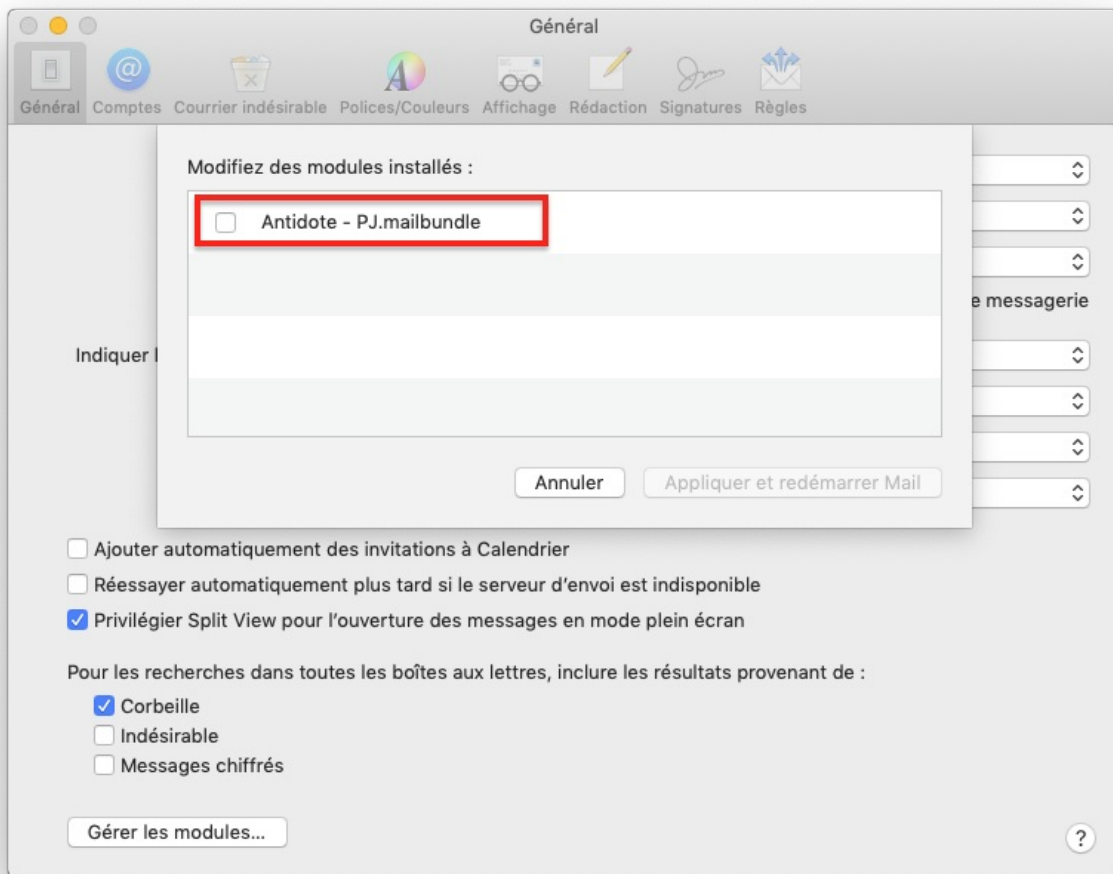 Général
Général Comptes Courrier indésirable Polices/Couleurs Affichage Rédaction Signatures Règles
Modifiez des modules installés :
Antidote - PJ.mailbundle
e messagerie
Indiquer l
Annuler Appliquer et redémarrer Mail
Ajouter automatiquement des invitations à Calendrier
Réessayer automatiquement plus tard si le serveur d'envoi est indisponible
Privilégier Split View pour l'ouverture des messages en mode plein écran
Pour les recherches dans toutes les boîtes aux lettres, inclure les résultats provenant de :
Corbeille
Indésirable
Messages chiffrés
Gérer les modules...
?